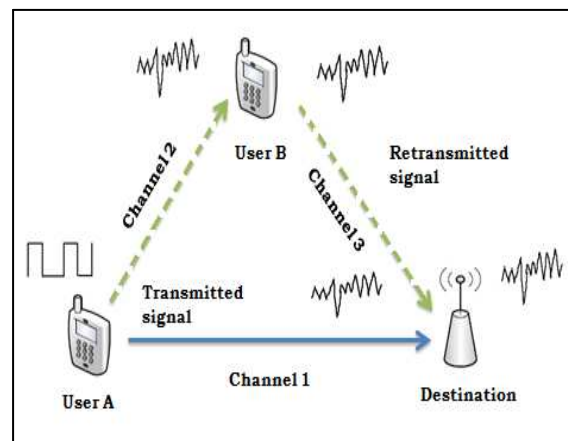 User B
Channel 2
Channel 3
Retransmitted
signal
Transmitted
signal
User A
Channel 1
Destination